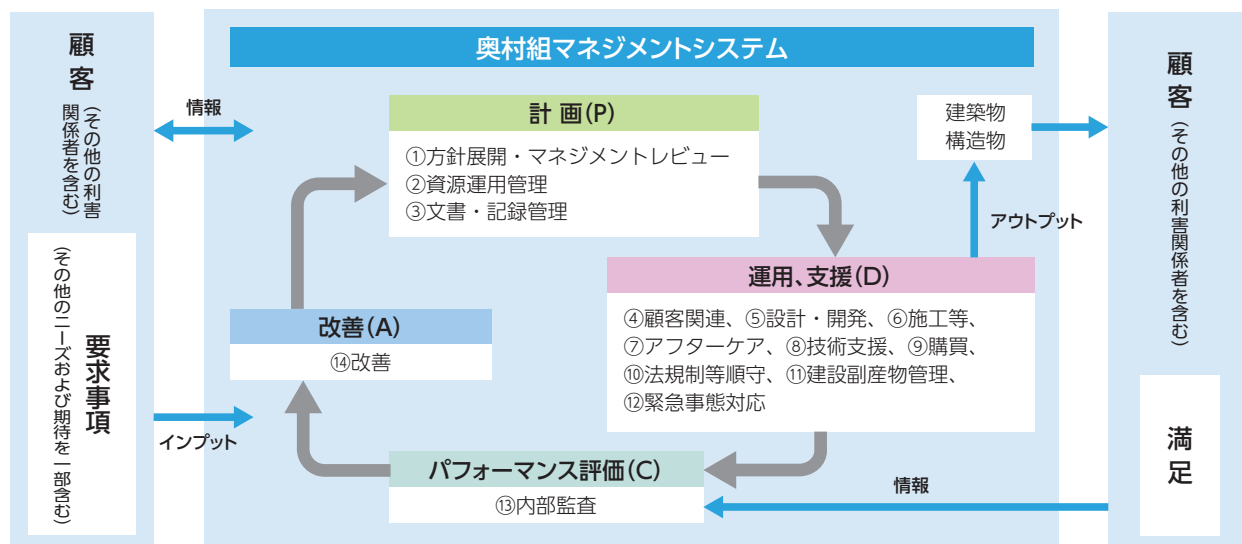 奥村組マネジメントシステム
顧客
(その他の利害
関係者を含む)
情報
要求事項
(その他のニーズおよび期待を一部含む)
インプット
計 画(P)
①方針展開・マネジメントレビュー
②資源運用管理
③文書・記録管理
運用、支援(D)
④顧客関連、⑤設計・開発、⑥施工等、
⑦アフターケア、⑧技術支援、⑨購買、
⑩法規制等順守、⑪建設副産物管理、
⑫緊急事態対応
パフォーマンス評価(C)
⑬内部監査
改善(A)
⑭改善
建築物
構造物
アウトプット
情報
顧客(その他の利害関係者を含む)
満足